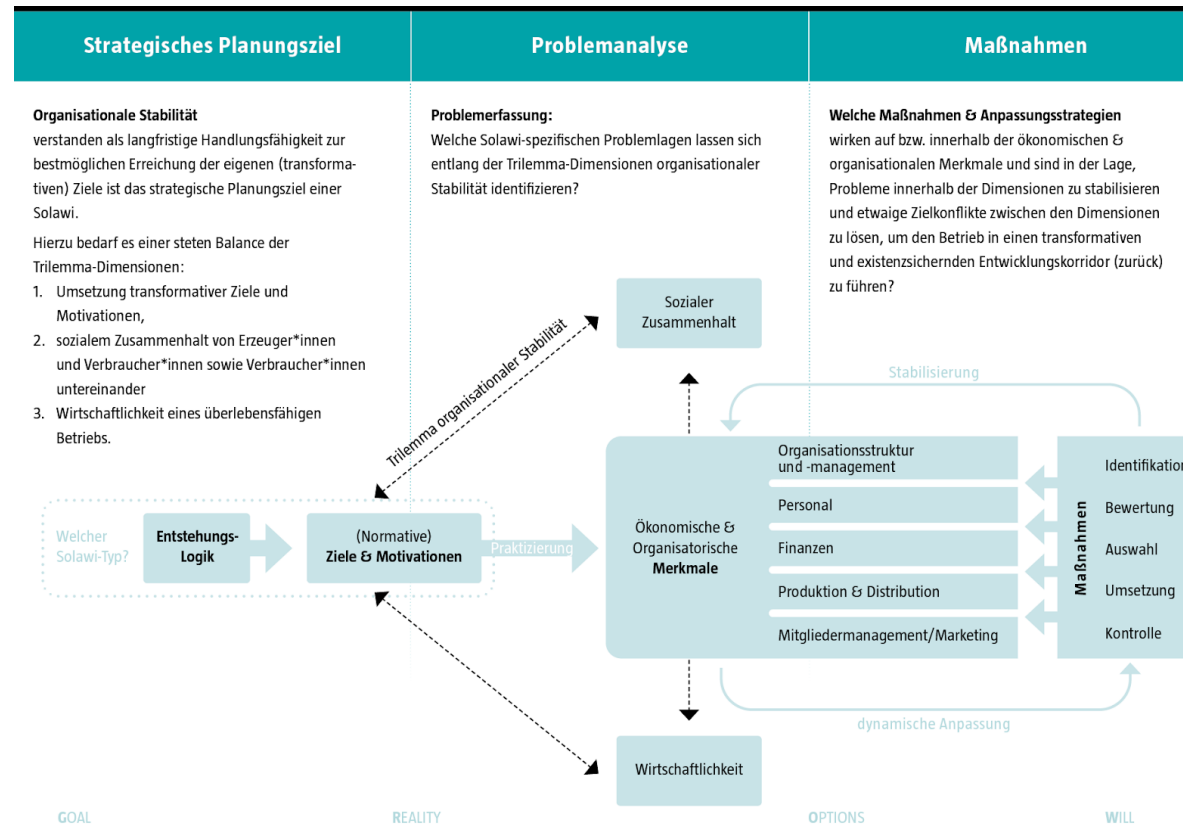 Strategisches Planungsziel
Problemanalyse
Maßnahmen
Organisationale Stabilität
verstanden als langfristige Handlungsfähigkeit zur
bestmöglichen Erreichung der eigenen (transforma-
tiven) Ziele ist das strategische Planungsziel einer
Solawi.
Hierzu bedarf es einer steten Balance der
Trilemma-Dimensionen:
1. Umsetzung transformativer Ziele und
Motivationen,
2. sozialem Zusammenhalt von Erzeuger*innen
und Verbraucher*innen sowie Verbraucher*innen
untereinander
3. Wirtschaftlichkeit eines überlebensfähigen
Betriebs.
Problemerfassung:
Welche Solawi-spezifischen Problemlagen lassen sich
entlang der Trilemma-Dimensionen organisationaler
Stabilität identifizieren?
Welche Maßnahmen & Anpassungsstrategien
wirken auf bzw. innerhalb der ökonomischen &
organisationalen Merkmale und sind in der Lage,
Probleme innerhalb der Dimensionen zu stabilisieren
und etwaige Zielkonflikte zwischen den Dimensionen
zu lösen, um den Betrieb in einen transformativen
und existenzsichernden Entwicklungskorridor (zurück)
zu führen?
Sozialer
Zusammenhalt
Trilemma organisationaler Stabilität
Stabilisierung
Welcher
Solawi-Typ?
Entstehungs-
Logik
(Normative)
Ziele & Motivationen
Praktizierung
Ökonomische &
Organisatorische
Merkmale
Organisationsstruktur
und -management
Personal
Finanzen
Produktion & Distribution
Mitgliedermanagement/Marketing
Maßnahmen
Identifikation
Bewertung
Auswahl
Umsetzung
Kontrolle
dynamische Anpassung
Wirtschaftlichkeit
GOAL
REALITY
OPTIONS
WILL